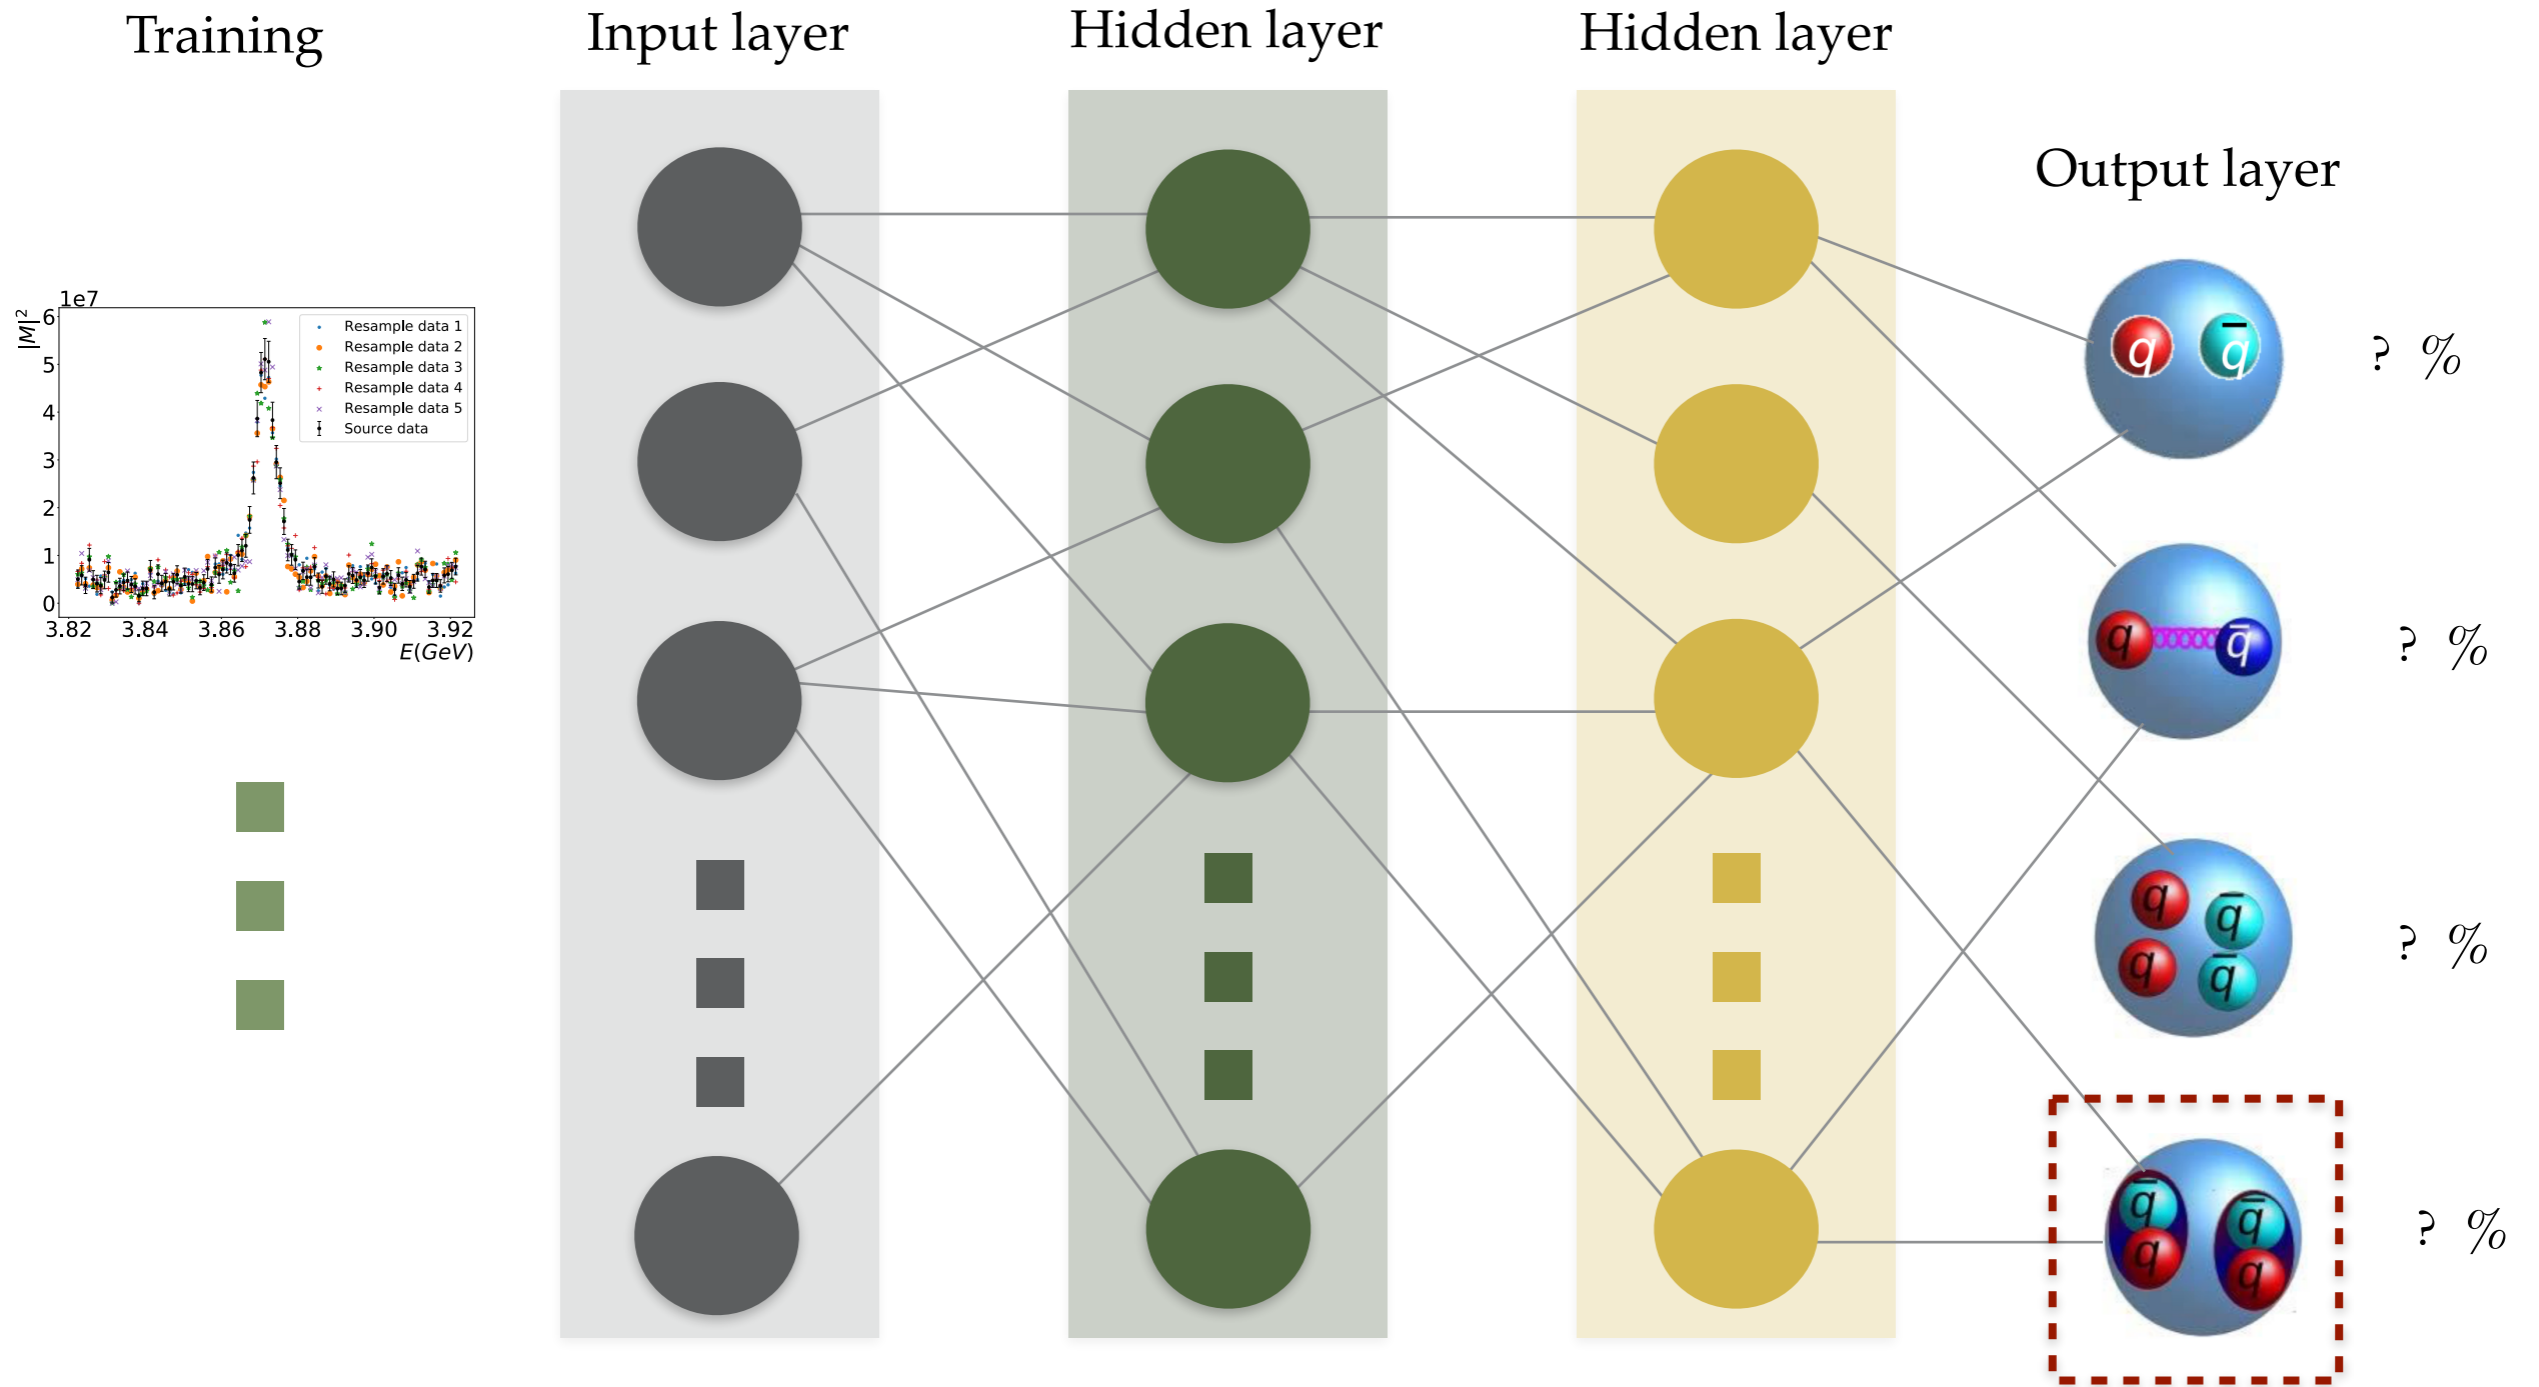 Training
Input layer
Hidden layer
Hidden layer
Output layer
1e7
|M|²
6
5
4
3
2
1
0
Resample data 1
Resample data 2
Resample data 3
Resample data 4
Resample data 5
Source data
3.82 3.84 3.86 3.88 3.90 3.92
E(GeV)
q q̄
? %
q q̄
? %
q q̄
q q̄
? %
q̄ q̄
q q
? %